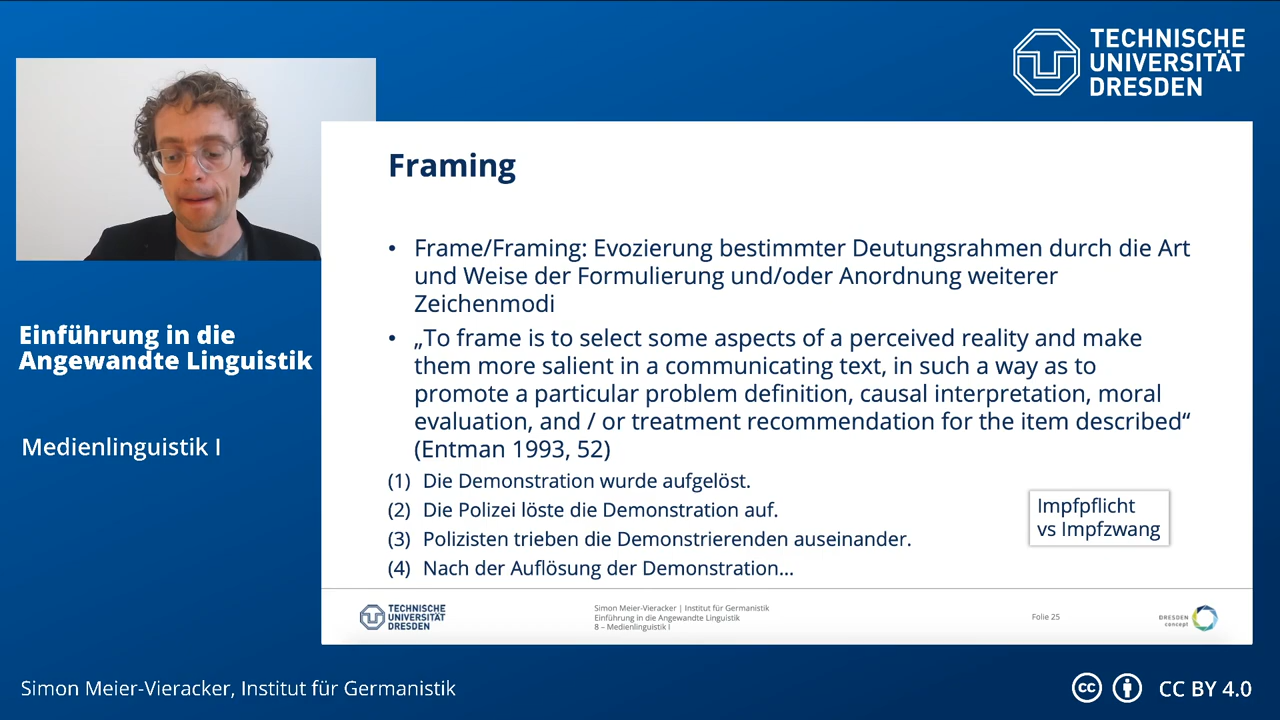 TECHNISCHE
UNIVERSITÄT
DRESDEN
Framing
• Frame/Framing: Evozierung bestimmter Deutungsrahmen durch die Art
und Weise der Formulierung und/oder Anordnung weiterer
Zeichenmodi
• „To frame is to select some aspects of a perceived reality and make
them more salient in a communicating text, in such a way as to
promote a particular problem definition, causal interpretation, moral
evaluation, and / or treatment recommendation for the item described“
(Entman 1993, 52)
(1) Die Demonstration wurde aufgelöst.
(2) Die Polizei löste die Demonstration auf.
(3) Polizisten trieben die Demonstrierenden auseinander.
(4) Nach der Auflösung der Demonstration...
Impfpflicht
vs Impfzwang
Einführung in die
Angewandte Linguistik
Medienlinguistik I
TECHNISCHE
UNIVERSITÄT
DRESDEN
Simon Meier-Vieracker | Institut für Germanistik
Einführung in die Angewandte Linguistik
8 – Medienlinguistik I
Folie 25
DRESDEN
concept
Simon Meier-Vieracker, Institut für Germanistik
cc CC BY 4.0